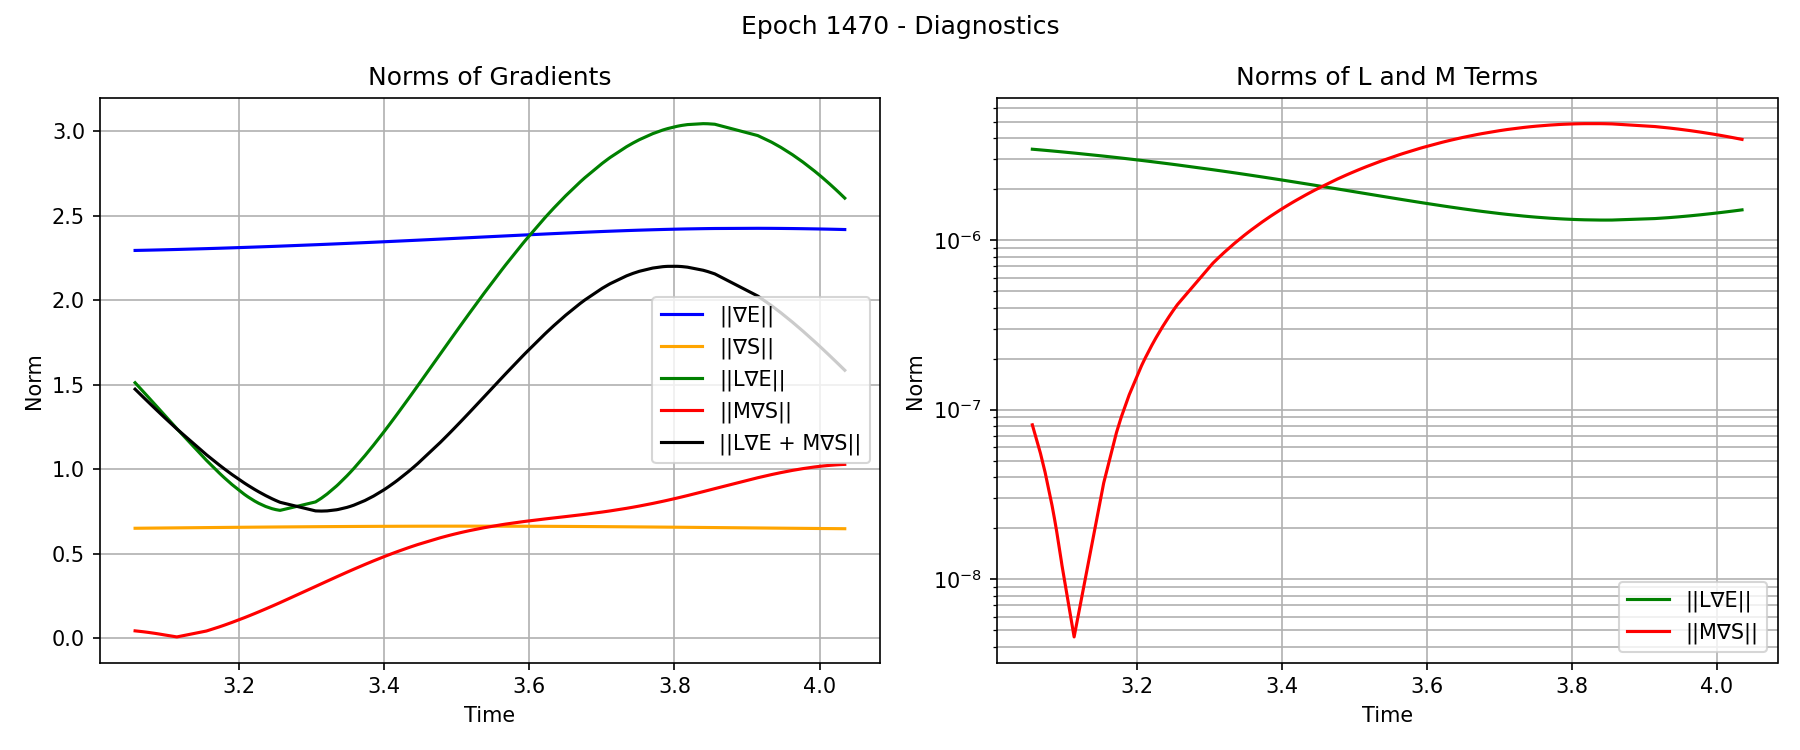 Epoch 1470 - Diagnostics
Norms of Gradients
Norm
3.0
2.5
2.0
1.5
1.0
0.5
0.0
||∇E||
||∇S||
||L∇E||
||M∇S||
||L∇E + M∇S||
3.2 3.4 3.6 3.8 4.0
Time
Norms of L and M Terms
Norm
10⁻⁶
10⁻⁷
10⁻⁸
||L∇E||
||M∇S||
3.2 3.4 3.6 3.8 4.0
Time